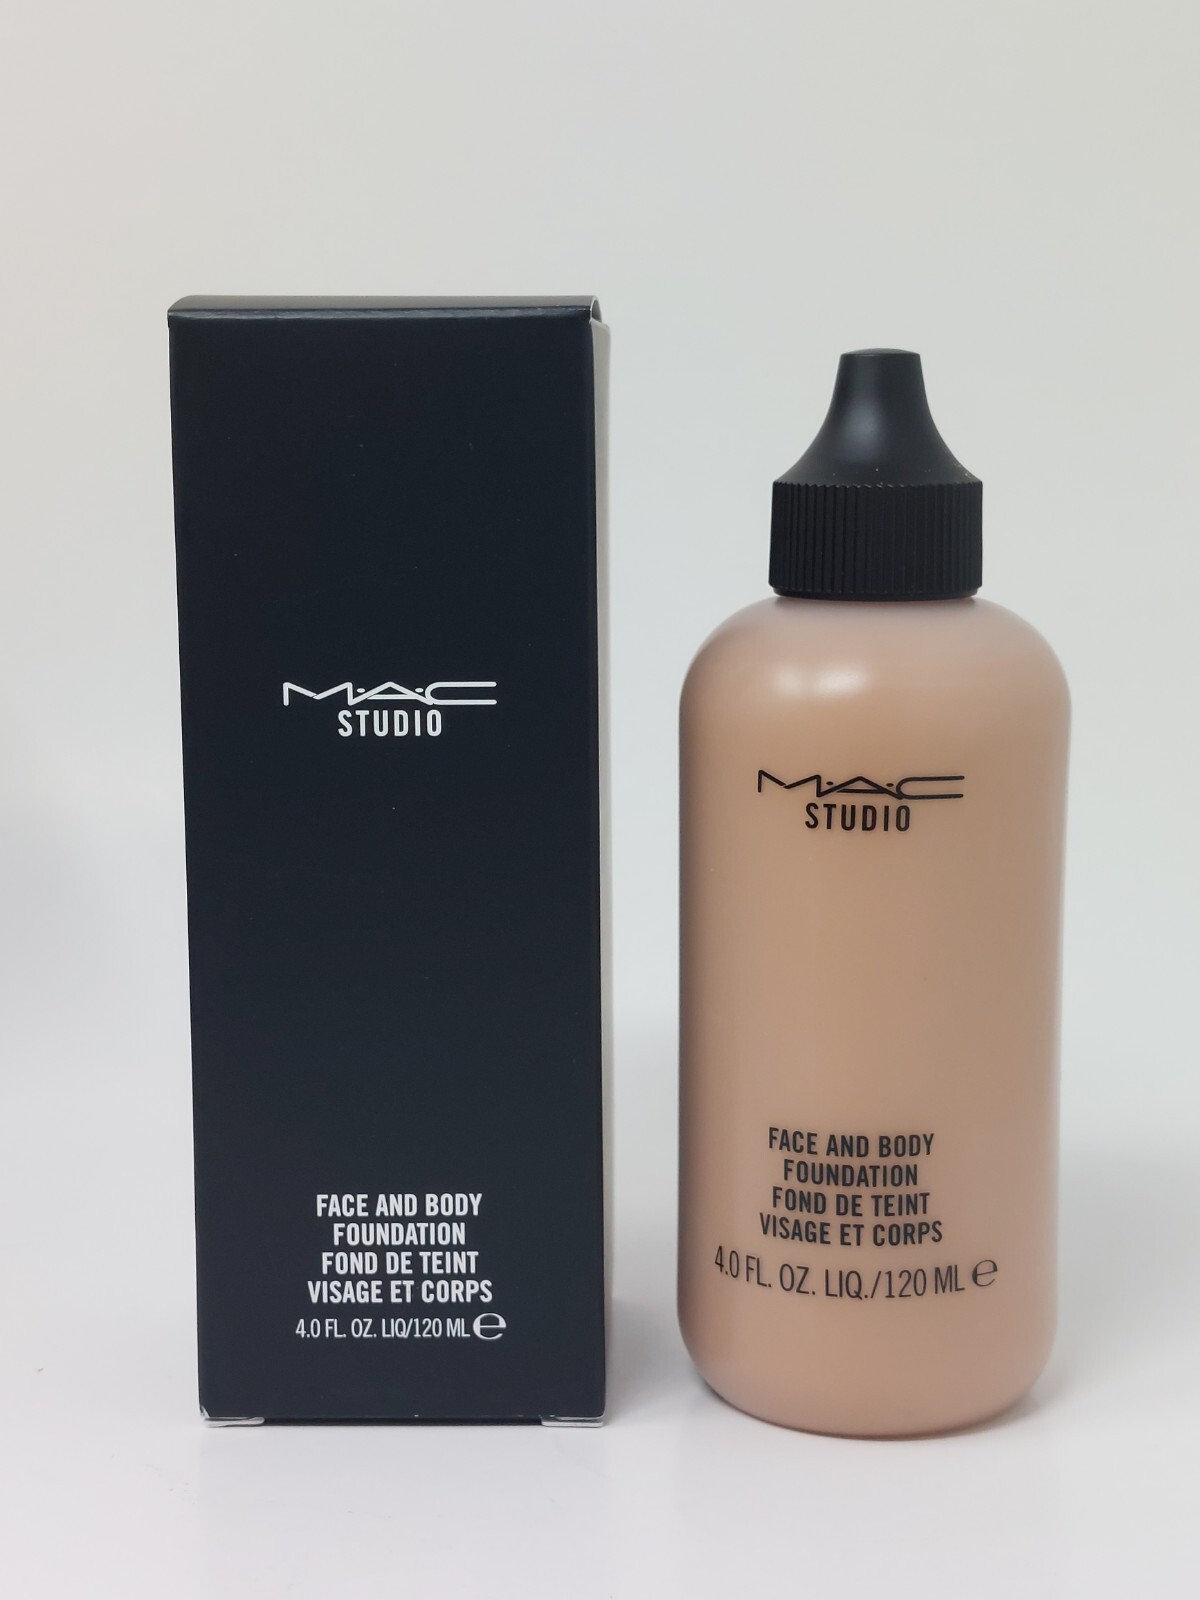 M·A·C
STUDIO
FACE AND BODY
FOUNDATION
FOND DE TEINT
VISAGE ET CORPS
4.0 FL. OZ. LIQ/120 ML ℮
M·A·C
STUDIO
FACE AND BODY
FOUNDATION
FOND DE TEINT
VISAGE ET CORPS
4.0 FL. OZ. LIQ./120 ML ℮